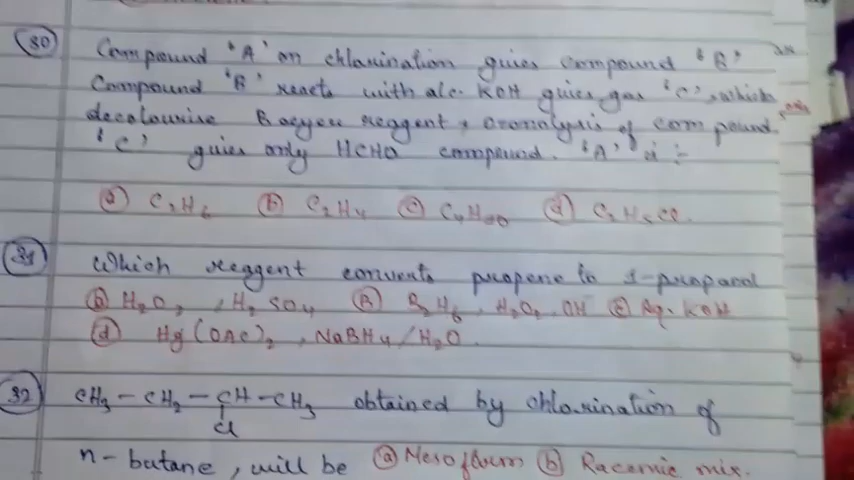 30 Compound 'A' on chlorination gives compound 'B'
Compound 'B' reacts with alc. KOH gives gas 'C', which
decolourise Baeyer reagent, ozonolysis of compound
'C' gives only HCHO compound. 'A' is :-
(a) C2H6 (b) C2H4 (c) C4H10 (d) C2H5Cl.
31 Which reagent converts propene to 1-propanol
(a) H2O, H2SO4 (B) B2H6, H2O2, OH (c) Aq. KOH
(d) Hg(OAc)2, NaBH4/H2O.
32 CH3 - CH2 - CH - CH3 obtained by chlorination of
Cl
n-butane, will be (a) Mesoform (b) Racemic mix.